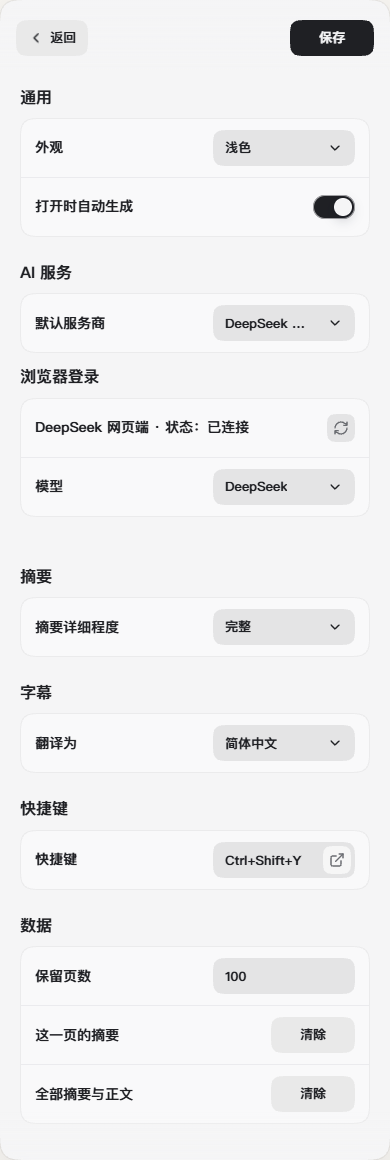 返回
保存
通用
外观
浅色
打开时自动生成
AI 服务
默认服务商
DeepSeek ...
浏览器登录
DeepSeek 网页端 · 状态：已连接
模型
DeepSeek
摘要
摘要详细程度
完整
字幕
翻译为
简体中文
快捷键
快捷键
Ctrl+Shift+Y
数据
保留页数
100
这一页的摘要
清除
全部摘要与正文
清除